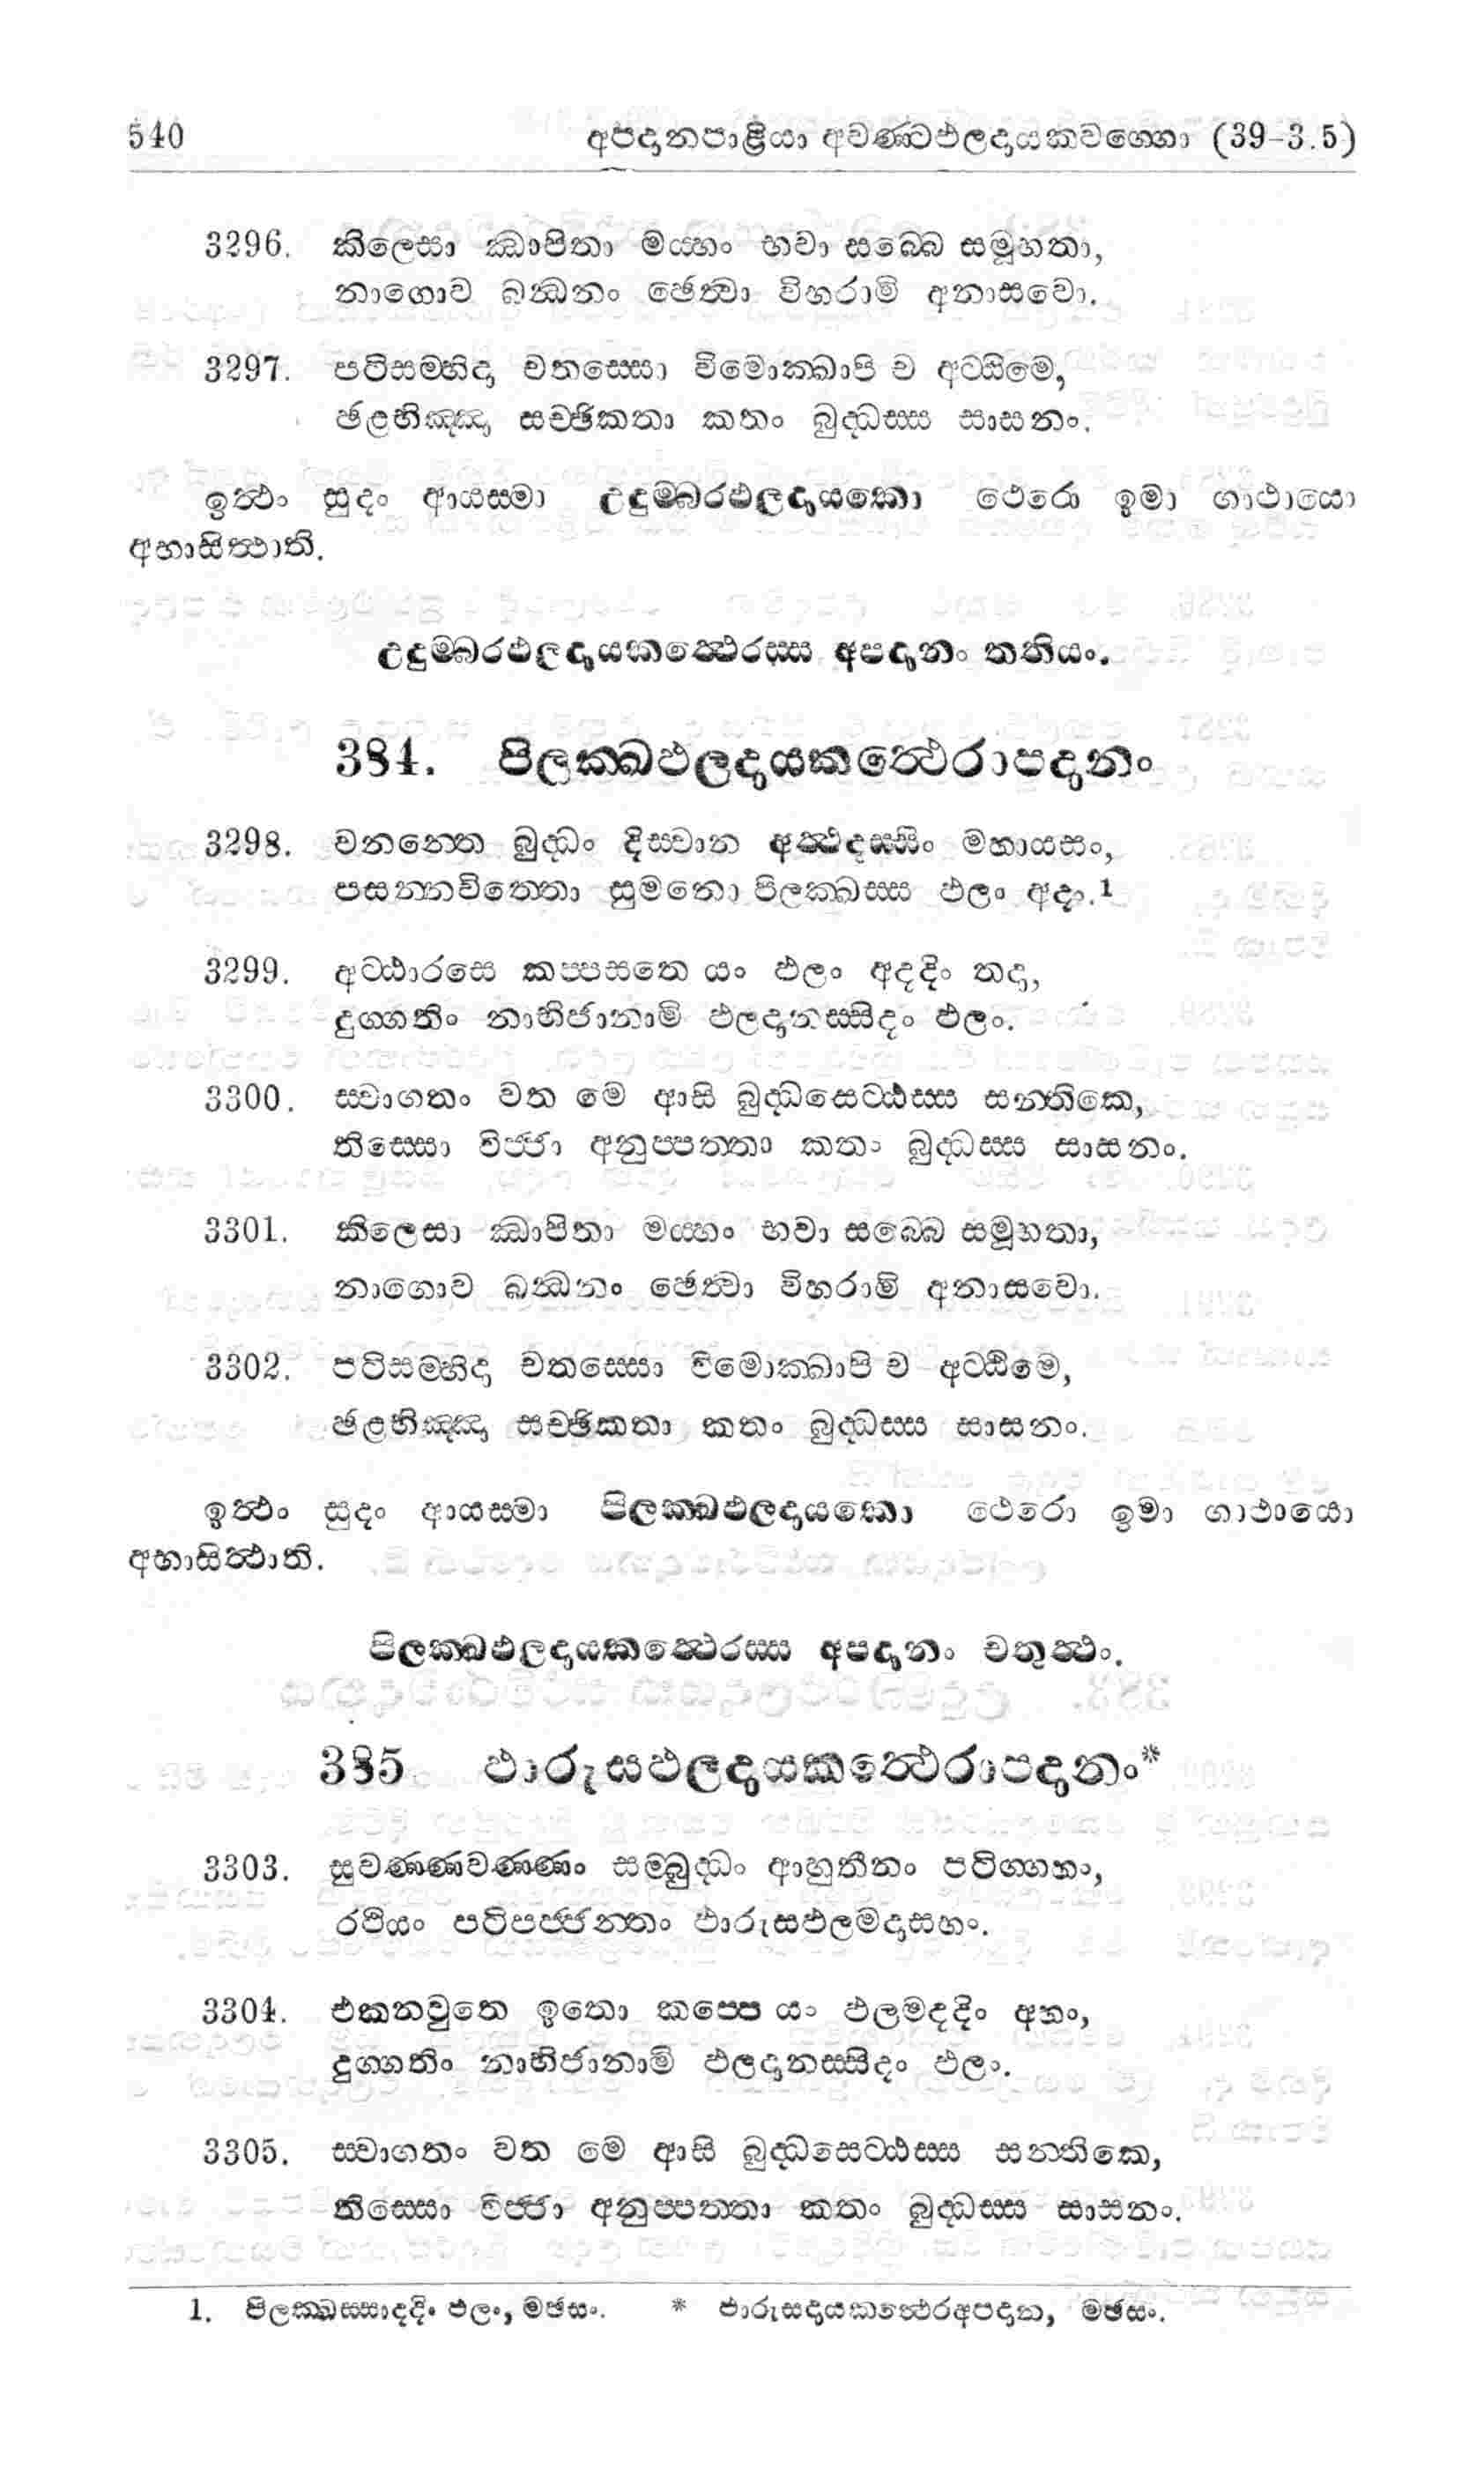 540 අපදානපාළියා අවණ්ටඵලදායකවග්ගො (39-3.5)
3296. කිලෙසා ඣාපිතා මය්හං භවා සබ්බෙ සමූහතා,
නාගොව බන්ධනං ඡෙත්වා විහරාමි අනාසවො.
3297. පටිසම්භිදා චතස්සො විමොක්ඛාපි ච අට්ඨිමෙ,
ඡළභිඤ්ඤා සච්ඡිකතා කතං බුද්ධස්ස සාසනං.
ඉත්ථං සුදං ආයස්මා උදුම්බරඵලදායකො ථෙරො ඉමා ගාථායො
අභාසිත්ථාති.
උදුම්බරඵලදායකත්ථෙරස්ස අපදානං තතියං.
384. පිලක්ඛඵලදායකත්ථෙරාපදානං
3298. වනන්තෙ බුද්ධං දිස්වාන අත්ථදස්සිං මහායසං,
පසන්නචිත්තො සුමනො පිලක්ඛස්ස ඵලං අදං.1
3299. අට්ඨාරසෙ කප්පසතෙ යං ඵලං අදදිං තදා,
දුග්ගතිං නාභිජානාමි ඵලදානස්සිදං ඵලං.
3300. ස්වාගතං වත මෙ ආසි බුද්ධසෙට්ඨස්ස සන්තිකෙ,
තිස්සො විජ්ජා අනුප්පත්තා කතං බුද්ධස්ස සාසනං.
3301. කිලෙසා ඣාපිතා මය්හං භවා සබ්බෙ සමූහතා,
නාගොව බන්ධනං ඡෙත්වා විහරාමි අනාසවො.
3302. පටිසම්භිදා චතස්සො විමොක්ඛාපි ච අට්ඨිමෙ,
ඡළභිඤ්ඤා සච්ඡිකතා කතං බුද්ධස්ස සාසනං.
ඉත්ථං සුදං ආයස්මා පිලක්ඛඵලදායකො ථෙරො ඉමා ගාථායො
අභාසිත්ථාති.
පිලක්ඛඵලදායකත්ථෙරස්ස අපදානං චතුත්ථං.
385 ඵාරුසඵලදායකත්ථෙරාපදානං*
3303. සුවණ්ණවණ්ණං සම්බුද්ධං ආහුතීනං පටිග්ගහං,
රථියං පටිපජ්ජන්තං ඵාරුසඵලමදාසහං.
3304. එකනවුතෙ ඉතො කප්පෙ යං ඵලමදදිං අහං,
දුග්ගතිං නාභිජානාමි ඵලදානස්සිදං ඵලං.
3305. ස්වාගතං වත මෙ ආසි බුද්ධසෙට්ඨස්ස සන්තිකෙ,
තිස්සො විජ්ජා අනුප්පත්තා කතං බුද්ධස්ස සාසනං.
1. පිලක්ඛස්සාදදිං ඵලං, මඡසං. * ඵාරුසදායකත්ථෙරඅපදාන, මඡසං.